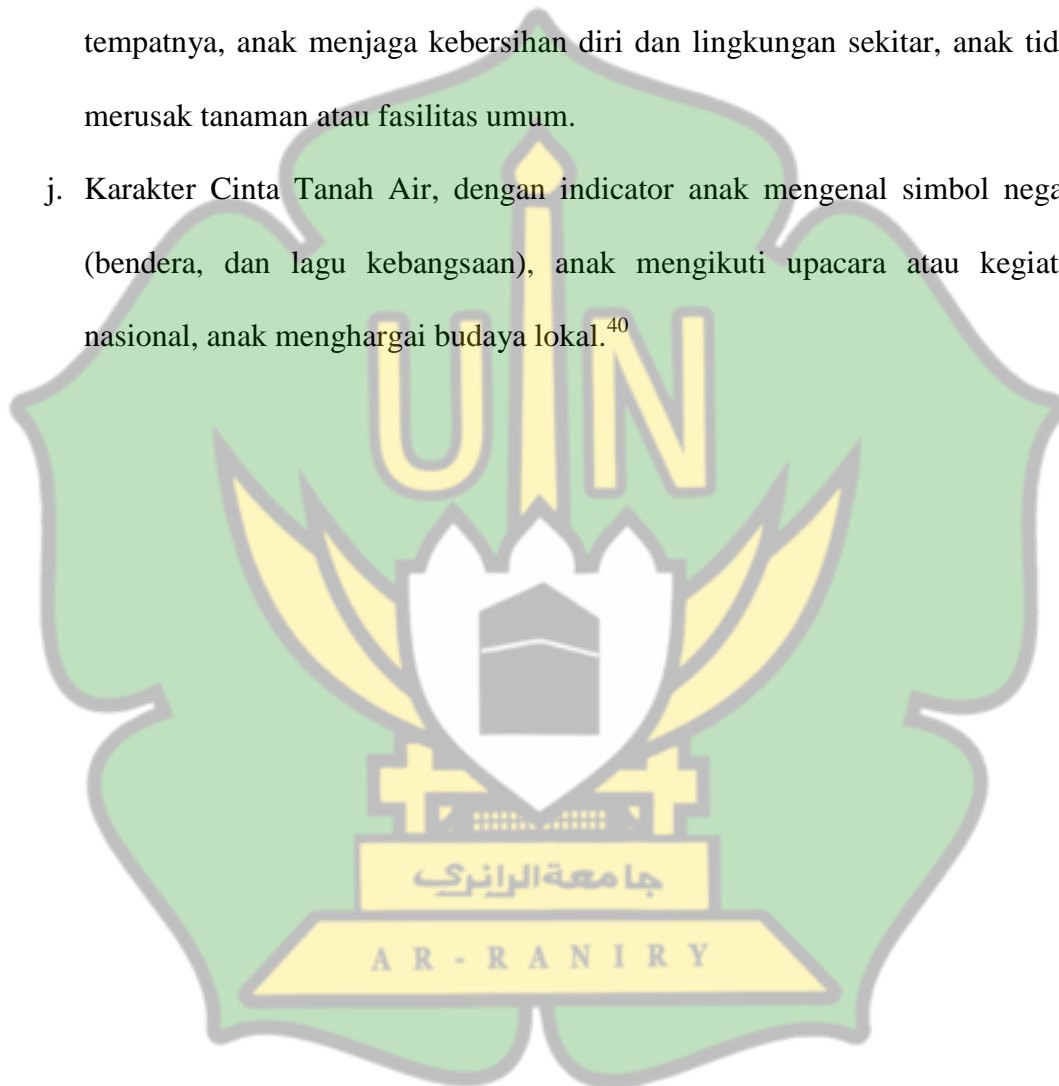 tempatnya, anak menjaga kebersihan diri dan lingkungan sekitar, anak tid
merusak tanaman atau fasilitas umum.
j. Karakter Cinta Tanah Air, dengan indicator anak mengenal simbol nega
(bendera, dan lagu kebangsaan), anak mengikuti upacara atau kegiat
nasional, anak menghargai budaya lokal.40
UIN
جامعةالرانري
AR-RANIRY